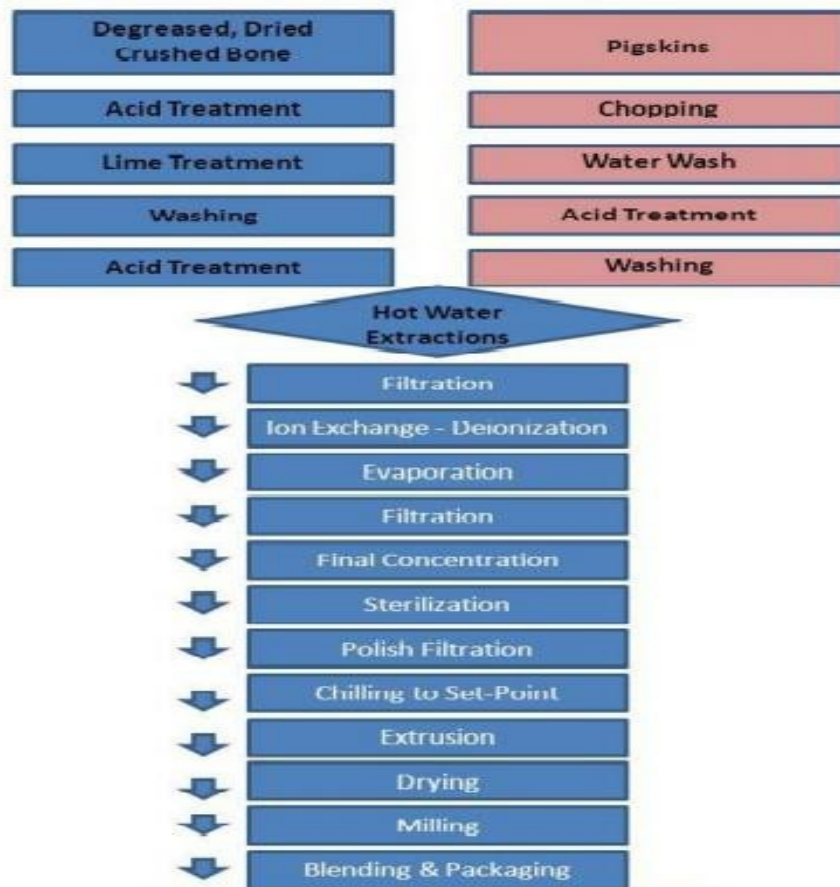 Degreased, Dried
Crushed Bone
Acid Treatment
Lime Treatment
Washing
Acid Treatment
Pigskins
Chopping
Water Wash
Acid Treatment
Washing
Hot Water
Extractions
Filtration
Ion Exchange - Deionization
Evaporation
Filtration
Final Concentration
Sterilization
Polish Filtration
Chilling to Set-Point
Extrusion
Drying
Milling
Blending & Packaging